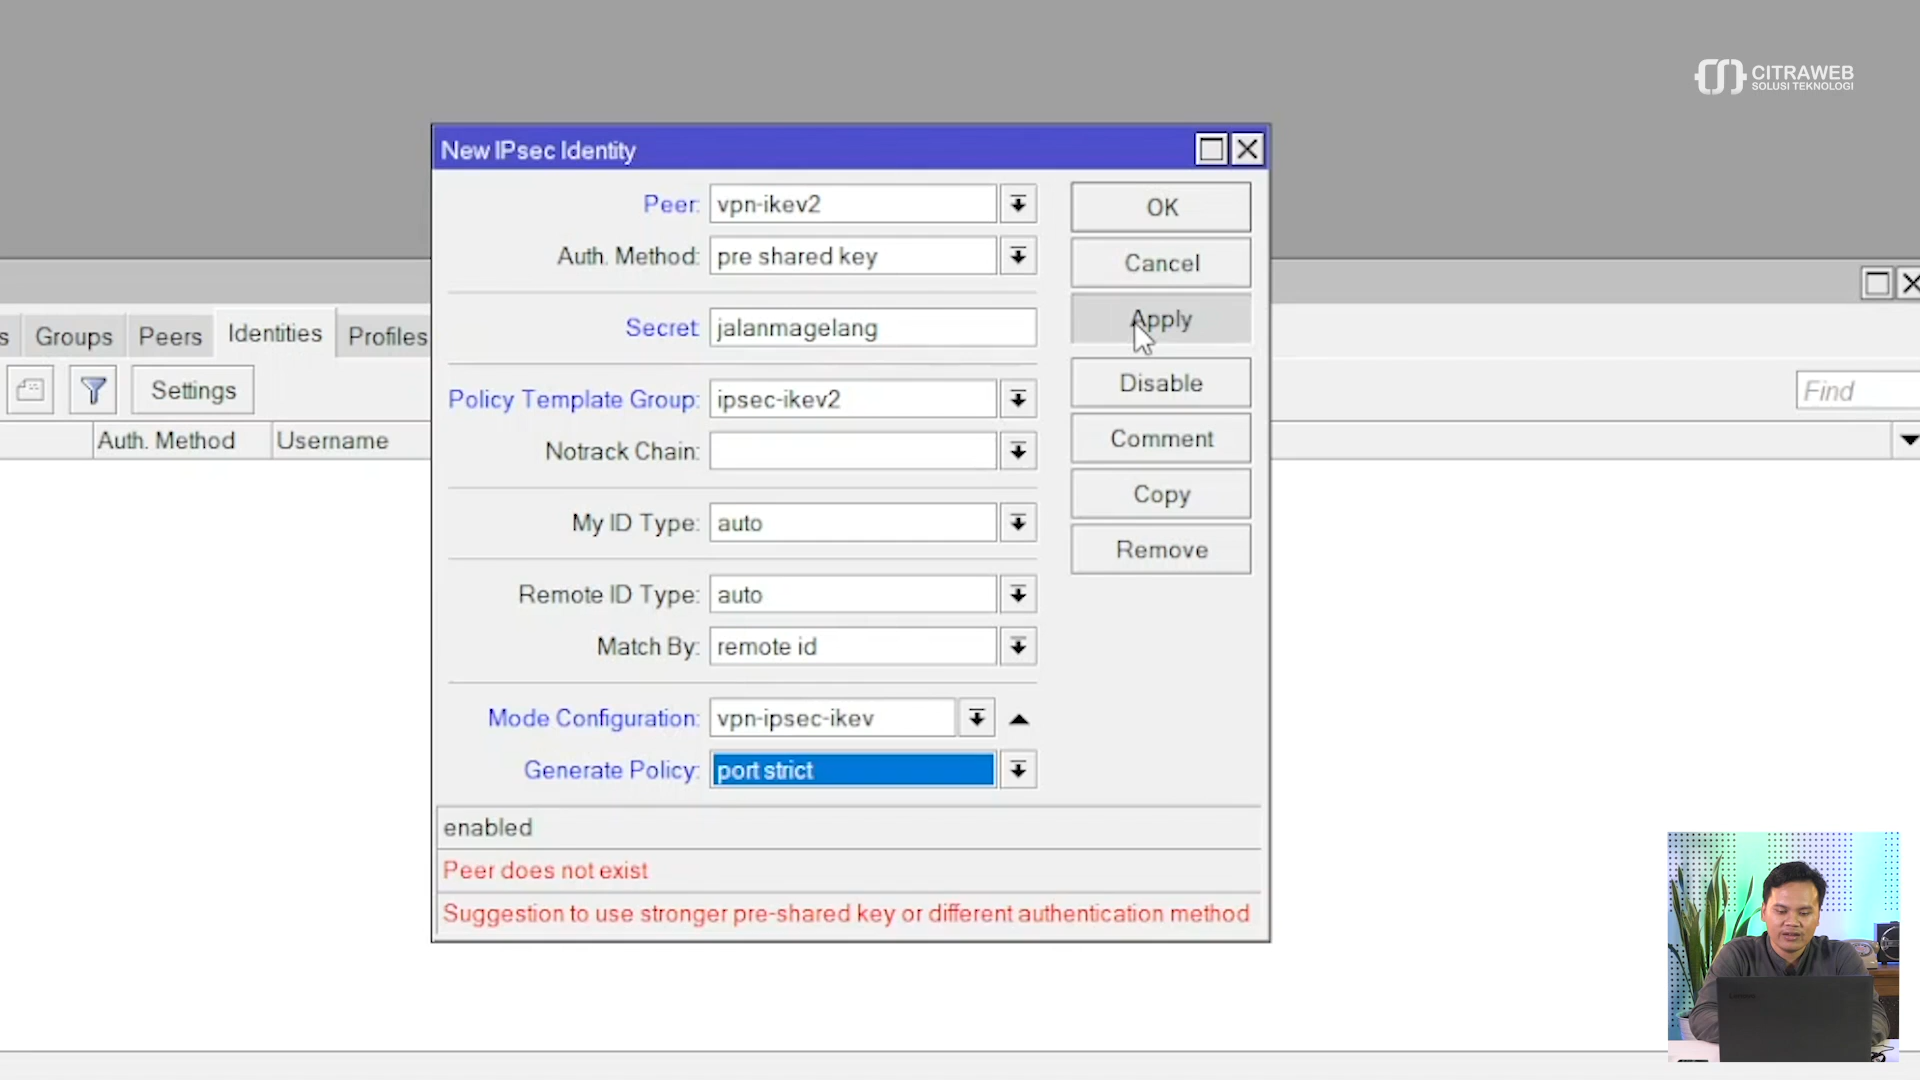 CITRAWEB
SOLUSI TEKNOLOGI
New IPsec Identity
Peer: vpn-ikev2
OK
Auth. Method: pre shared key
Cancel
Secret: jalanmagelang
Apply
Groups Peers Identities Profiles
Settings
Disable
Find
Policy Template Group: ipsec-ikev2
Auth. Method Username
Comment
Notrack Chain:
Copy
My ID Type: auto
Remove
Remote ID Type: auto
Match By: remote id
Mode Configuration: vpn-ipsec-ikev
Generate Policy: port strict
enabled
Peer does not exist
Suggestion to use stronger pre-shared key or different authentication method